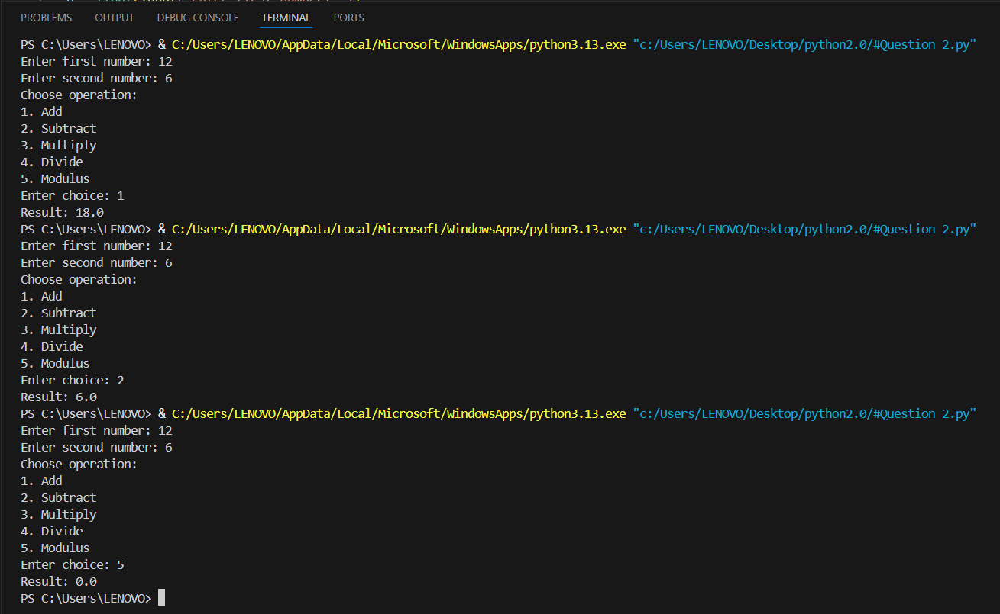 PROBLEMS OUTPUT DEBUG CONSOLE TERMINAL PORTS
PS C:\Users\LENOVO> & C:/Users/LENOVO/AppData/Local/Microsoft/WindowsApps/python3.13.exe "c:/Users/LENOVO/Desktop/python2.0/#Question 2.py"
Enter first number: 12
Enter second number: 6
Choose operation:
1. Add
2. Subtract
3. Multiply
4. Divide
5. Modulus
Enter choice: 1
Result: 18.0
PS C:\Users\LENOVO> & C:/Users/LENOVO/AppData/Local/Microsoft/WindowsApps/python3.13.exe "c:/Users/LENOVO/Desktop/python2.0/#Question 2.py"
Enter first number: 12
Enter second number: 6
Choose operation:
1. Add
2. Subtract
3. Multiply
4. Divide
5. Modulus
Enter choice: 2
Result: 6.0
PS C:\Users\LENOVO> & C:/Users/LENOVO/AppData/Local/Microsoft/WindowsApps/python3.13.exe "c:/Users/LENOVO/Desktop/python2.0/#Question 2.py"
Enter first number: 12
Enter second number: 6
Choose operation:
1. Add
2. Subtract
3. Multiply
4. Divide
5. Modulus
Enter choice: 5
Result: 0.0
PS C:\Users\LENOVO>